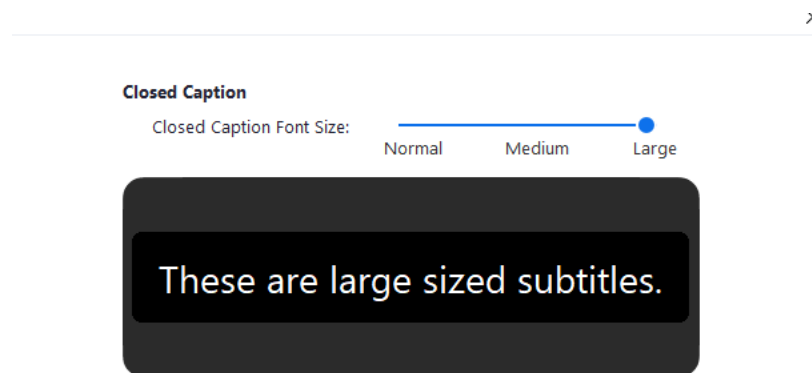 Closed Caption
Closed Caption Font Size:
Normal Medium Large
These are large sized subtitles.